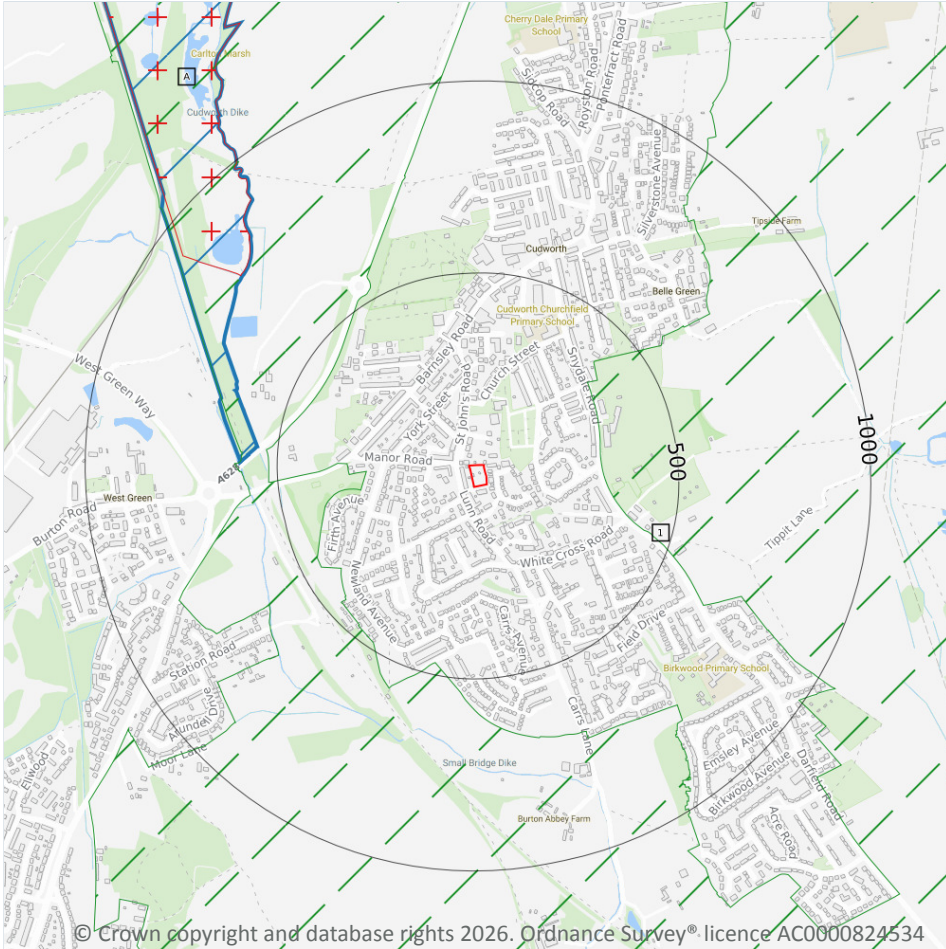 Cherry Dale Primary
School
Pontefract Road
Royston Road
Sidcop Road
Carlton Marsh
A
Cudworth Dike
Silverstone Avenue
Tipside Farm
Cudworth
Belle Green
Cudworth Churchfield
Primary School
Barnsley Road
Church Street
Snydale Road
St John's Road
York Street
West Green Way
1000
500
Manor Road
A628
West Green
Burton Road
Fifth Avenue
Lunn Road
1
Tippit Lane
White Cross Road
Newland Avenue
Carrs Avenue
Field Drive
Station Road
Birkwood Primary School
Arundel Drive
Carrs Lane
Moor Lane
Emsley Avenue
Small Bridge Dike
Birkwood Avenue
Darfield Road
Burton Abbey Farm
Acre Road
© Crown copyright and database rights 2026. Ordnance Survey® licence AC0000824534